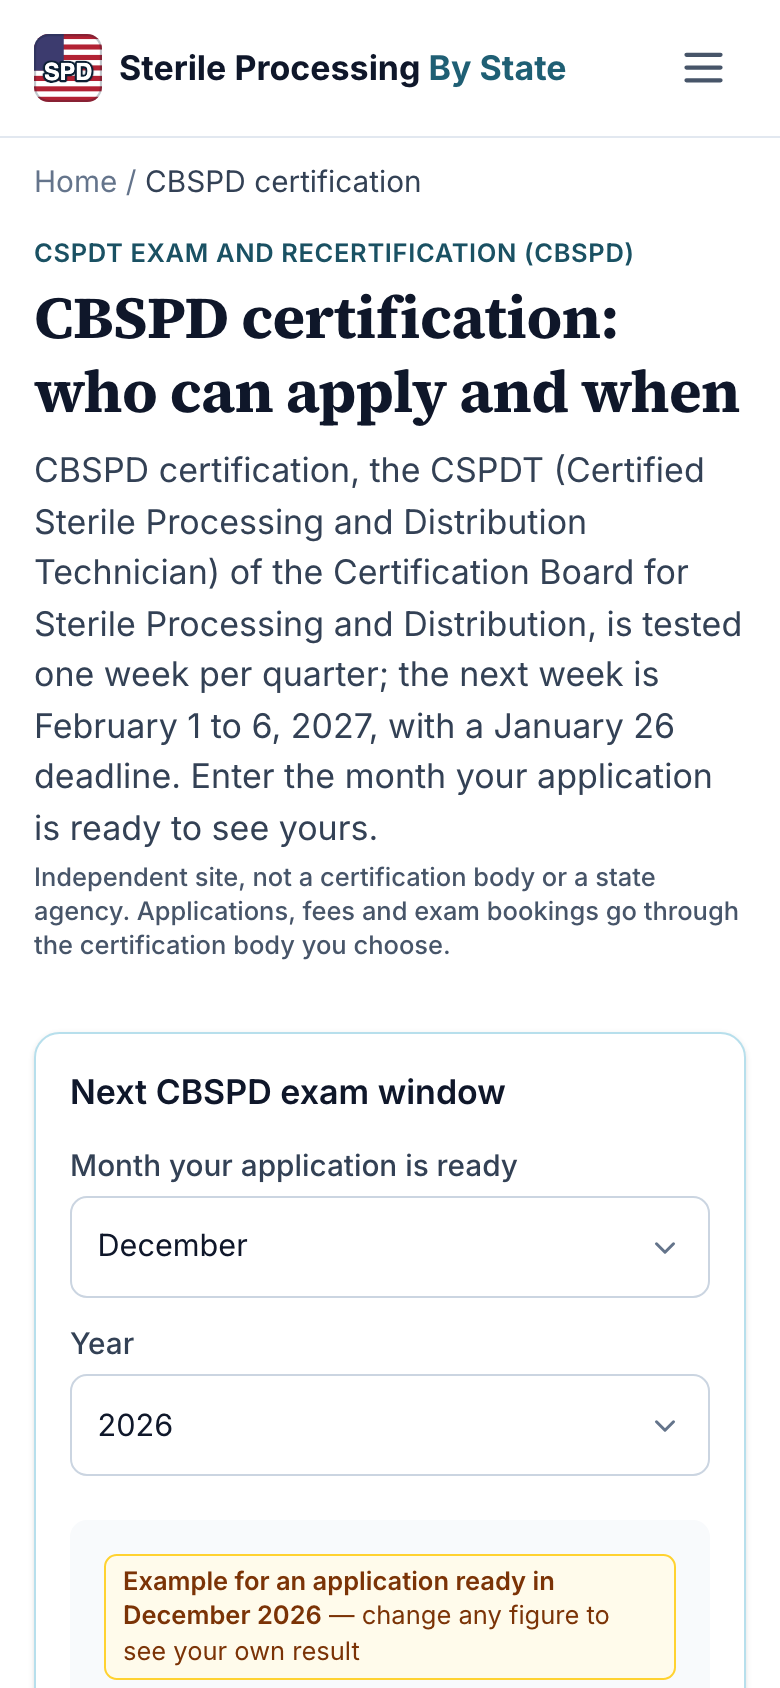 SPD
Sterile Processing By State
Home / CBSPD certification
CSPDT EXAM AND RECERTIFICATION (CBSPD)
CBSPD certification:
who can apply and when
CBSPD certification, the CSPDT (Certified
Sterile Processing and Distribution
Technician) of the Certification Board for
Sterile Processing and Distribution, is tested
one week per quarter; the next week is
February 1 to 6, 2027, with a January 26
deadline. Enter the month your application
is ready to see yours.
Independent site, not a certification body or a state
agency. Applications, fees and exam bookings go through
the certification body you choose.
Next CBSPD exam window
Month your application is ready
December
Year
2026
Example for an application ready in
December 2026 — change any figure to
see your own result